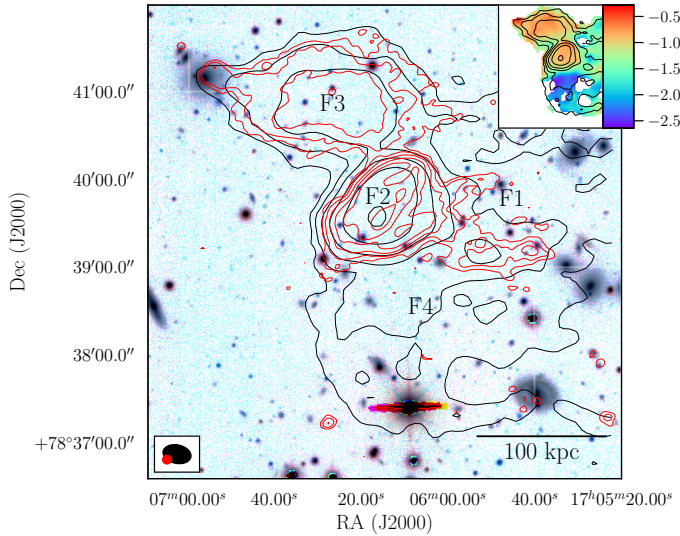 −0.5
−1.0
−1.5
−2.0
−2.5
41′00.0″
40′00.0″
39′00.0″
38′00.0″
+78°37′00.0″
Dec (J2000)
F3
F2
F1
F4
100 kpc
07ᵐ00.00ˢ 40.00ˢ 20.00ˢ 06ᵐ00.00ˢ 40.00ˢ 17ʰ05ᵐ20.00ˢ
RA (J2000)